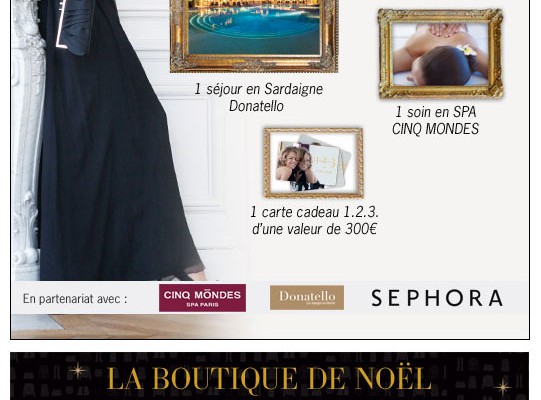 1 séjour en Sardaigne
Donatello
1 soin en SPA
CINQ MONDES
1 carte cadeau 1.2.3.
d'une valeur de 300€
En partenariat avec :
CINQ MONDES
SPA PARIS
Donatello
SEPHORA
LA BOUTIQUE DE NOËL